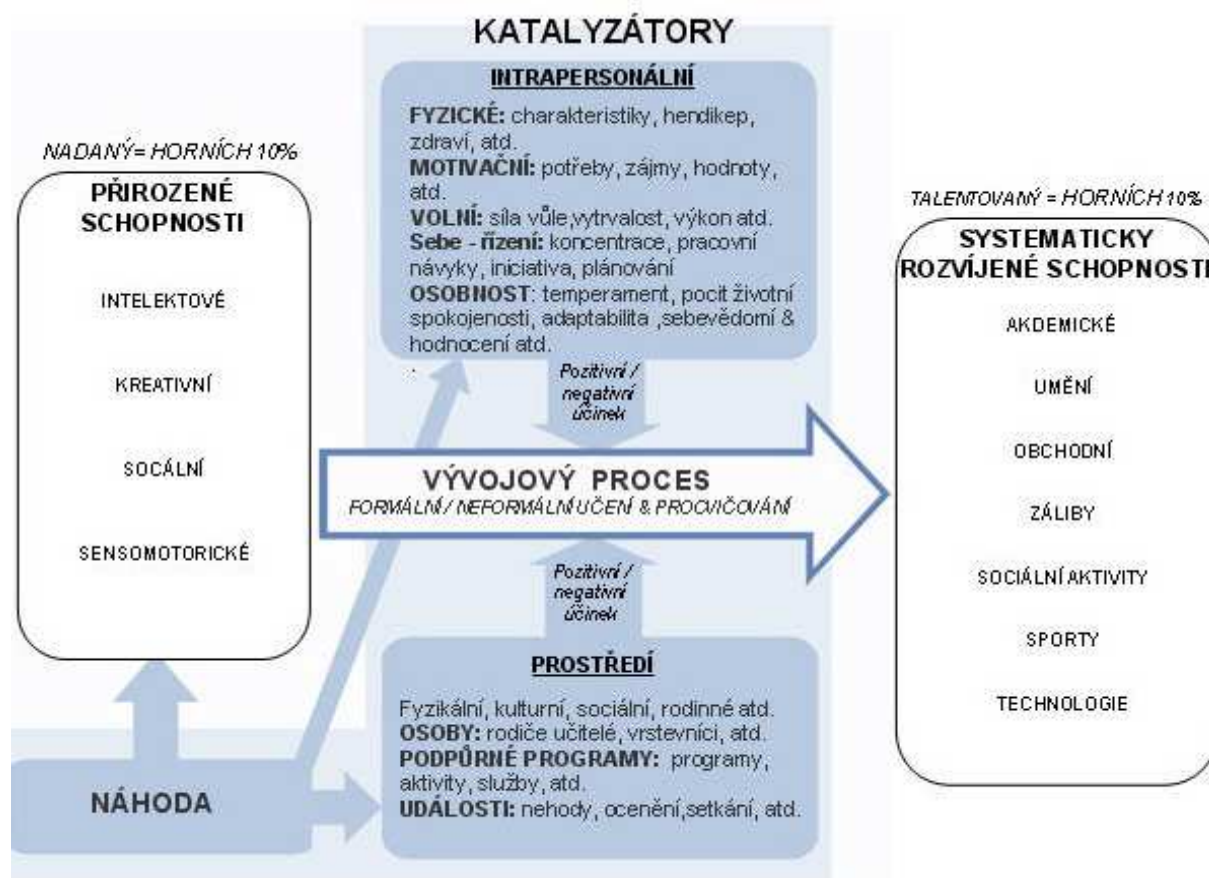 KATALYZÁTORY
INTRAPERSONÁLNÍ
FYZICKÉ: charakteristiky, hendikep,
zdraví, atd.
MOTIVAČNÍ: potřeby, zájmy, hodnoty,
atd.
VOLNÍ: síla vůle,vytrvalost, výkon atd.
Sebe - řízení: koncentrace, pracovní
návyky, iniciativa, plánování
OSOBNOST: temperament, pocit životní
spokojenosti, adaptabilita ,sebevědomí &
hodnocení atd.
.
NADANÝ= HORNÍCH 10%
PŘIROZENÉ
SCHOPNOSTI
INTELEKTOVÉ
KREATIVNÍ
SOCÁLNÍ
SENSOMOTORICKÉ
Pozitivní /
negativní
účinek
VÝVOJOVÝ PROCES
FORMÁLNÍ / NEFORMÁLNÍ UČENÍ & PROCVIČOVÁNÍ
Pozitivní /
negativní
účinek
PROSTŘEDÍ
Fyzikální, kulturní, sociální, rodinné atd.
OSOBY: rodiče učitelé, vrstevníci, atd.
PODPŮRNÉ PROGRAMY: programy,
aktivity, služby, atd.
UDÁLOSTI: nehody, ocenění,setkání, atd.
NÁHODA
TALENTOVANÝ = HORNÍCH 10%
SYSTEMATICKY
ROZVÍJENÉ SCHOPNOSTI
AKDEMICKÉ
UMĚNÍ
OBCHODNÍ
ZÁLIBY
SOCIÁLNÍ AKTIVITY
SPORTY
TECHNOLOGIE